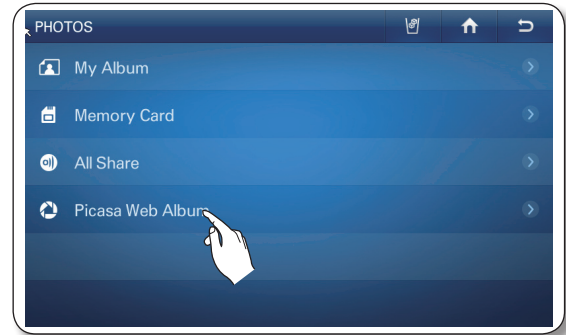 PHOTOS
My Album
Memory Card
All Share
Picasa Web Album